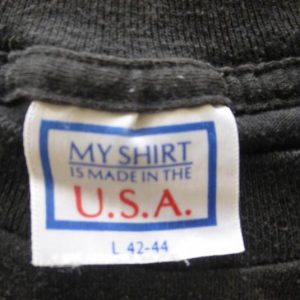 MY SHIRT
IS MADE IN THE
U.S.A.
L 42-44